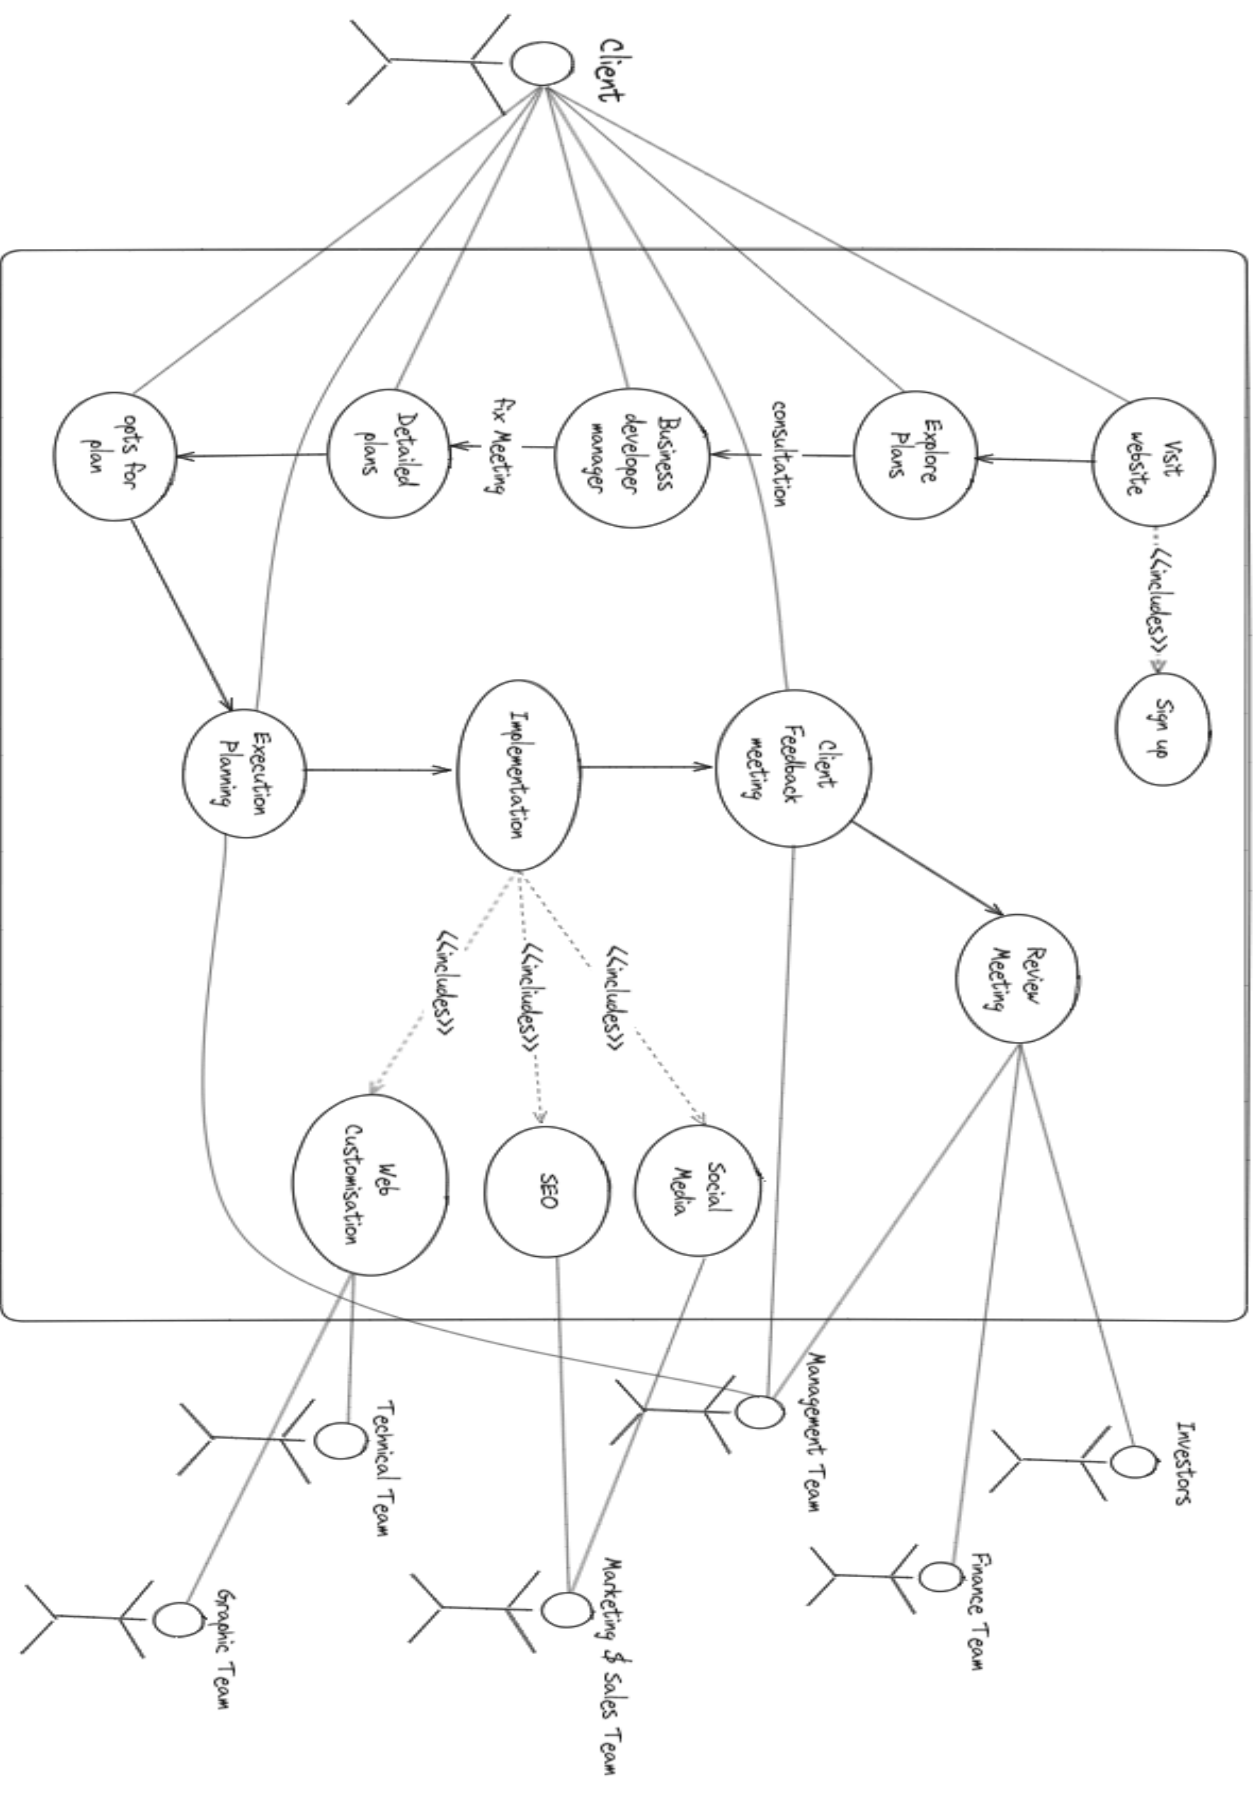 Client
Visit
website
<<includes>>
Sign up
Explore
Plans
consultation
Business
developer
manager
fix Meeting
Detailed
plans
opts for
plan
Execution
Planning
Implementation
Client
Feedback
meeting
Review
Meeting
<<includes>>
<<incliudes>>
<<includes>>
Social
Media
SEO
Web
Customisation
Investors
Finance Team
Management Team
Marketing $ Sales Team
Technical Team
Graphic Team